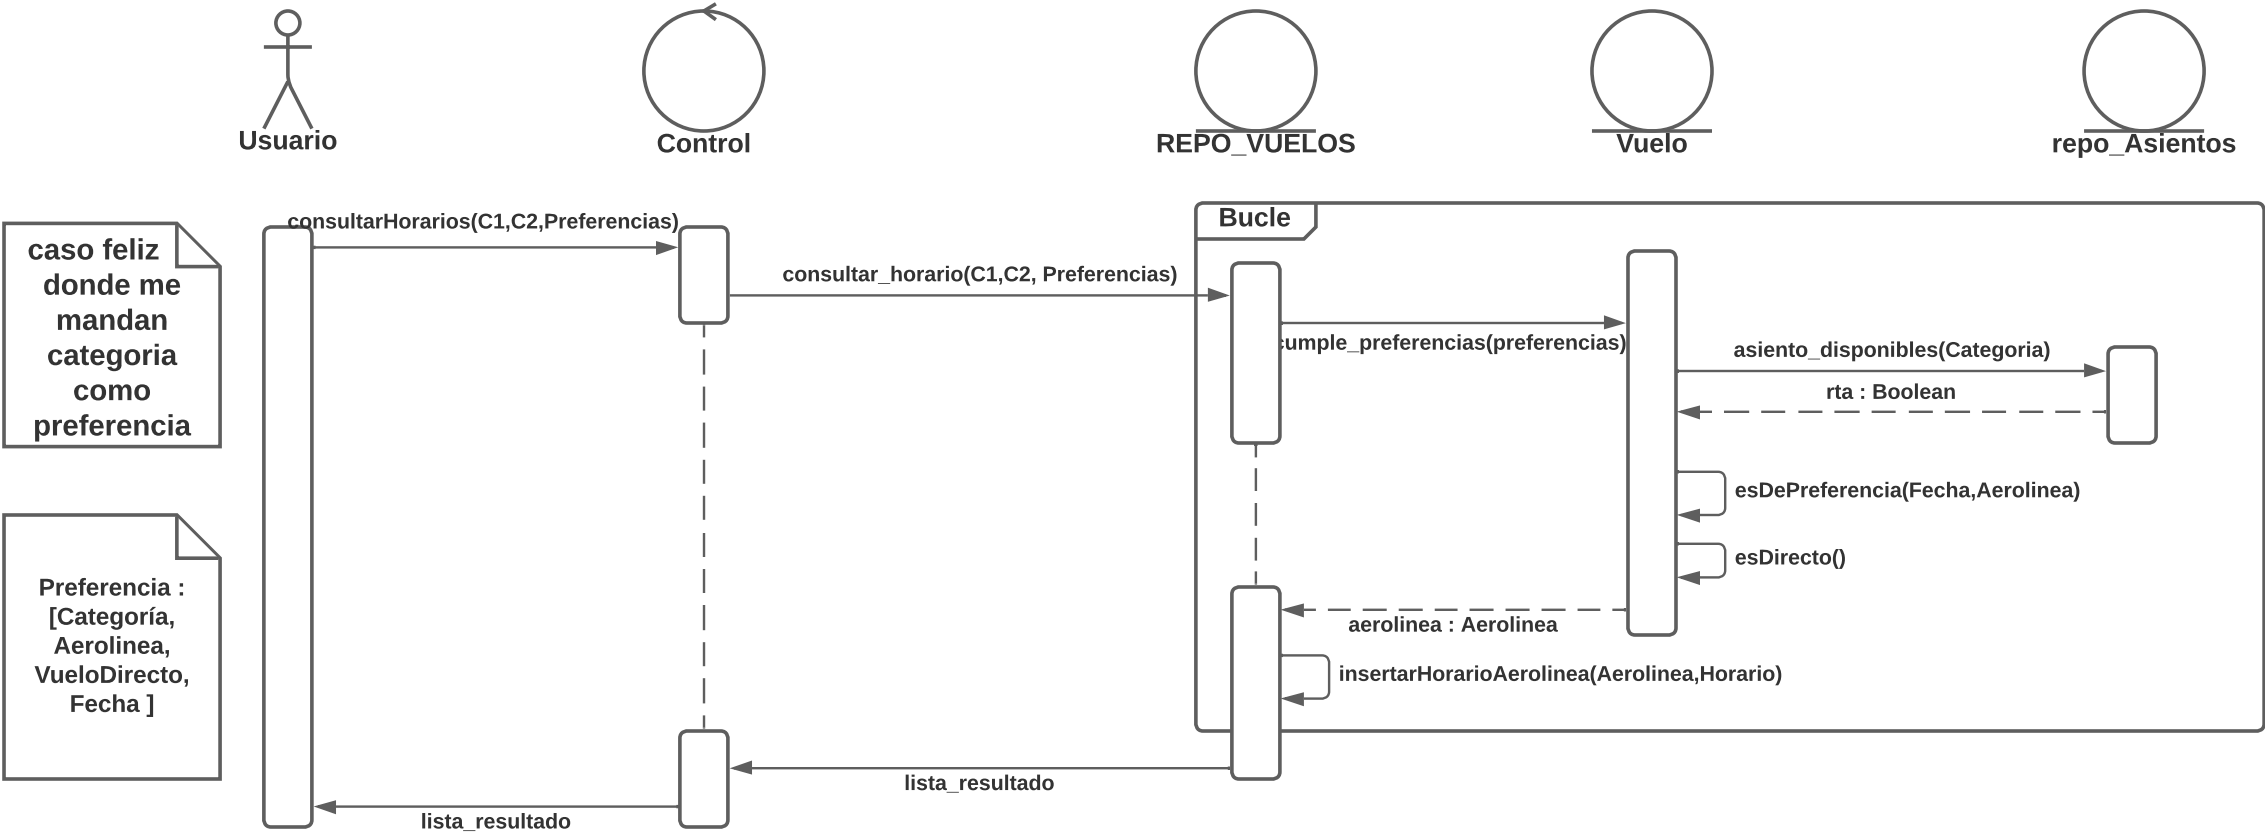 Usuario
Control
REPO_VUELOS
Vuelo
repo_Asientos
caso feliz
donde me
mandan
categoria
como
preferencia
consultarHorarios(C1,C2,Preferencias)
Bucle
consultar_horario(C1,C2, Preferencias)
cumple_preferencias(preferencias)
asiento_disponibles(Categoria)
rta : Boolean
esDePreferencia(Fecha,Aerolinea)
esDirecto()
Preferencia :
[Categoría,
Aerolinea,
VueloDirecto,
Fecha ]
aerolinea : Aerolinea
insertarHorarioAerolinea(Aerolinea,Horario)
lista_resultado
lista_resultado